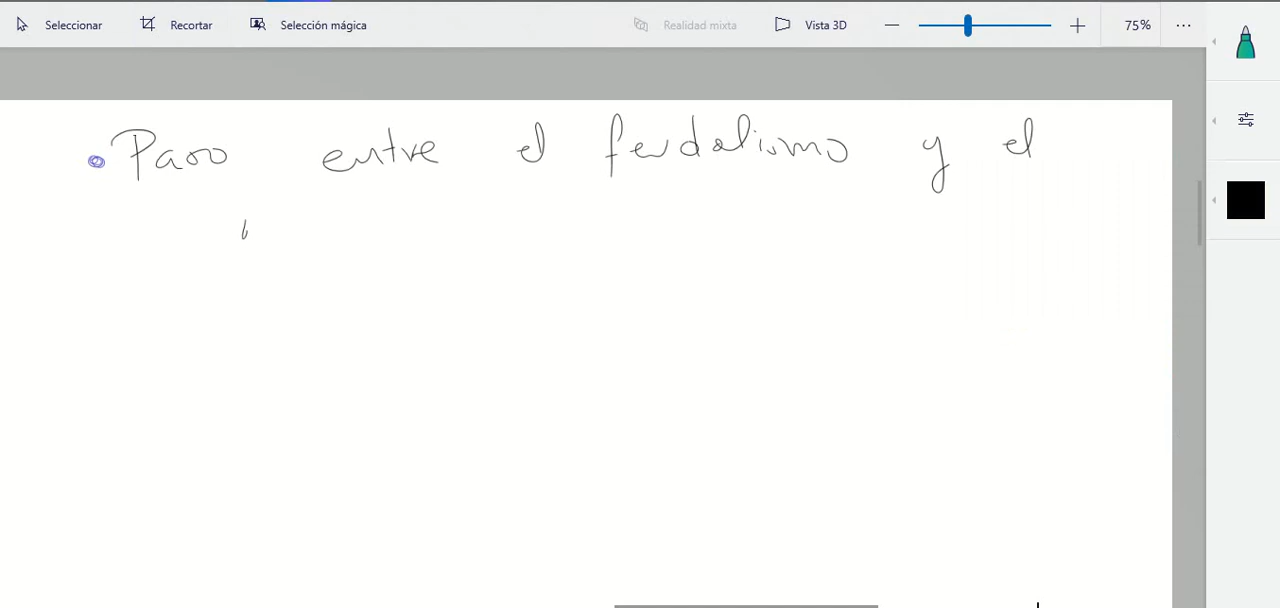 Seleccionar Recortar Selección mágica Realidad mixta Vista 3D 75%
Paso entre el feudalismo y el